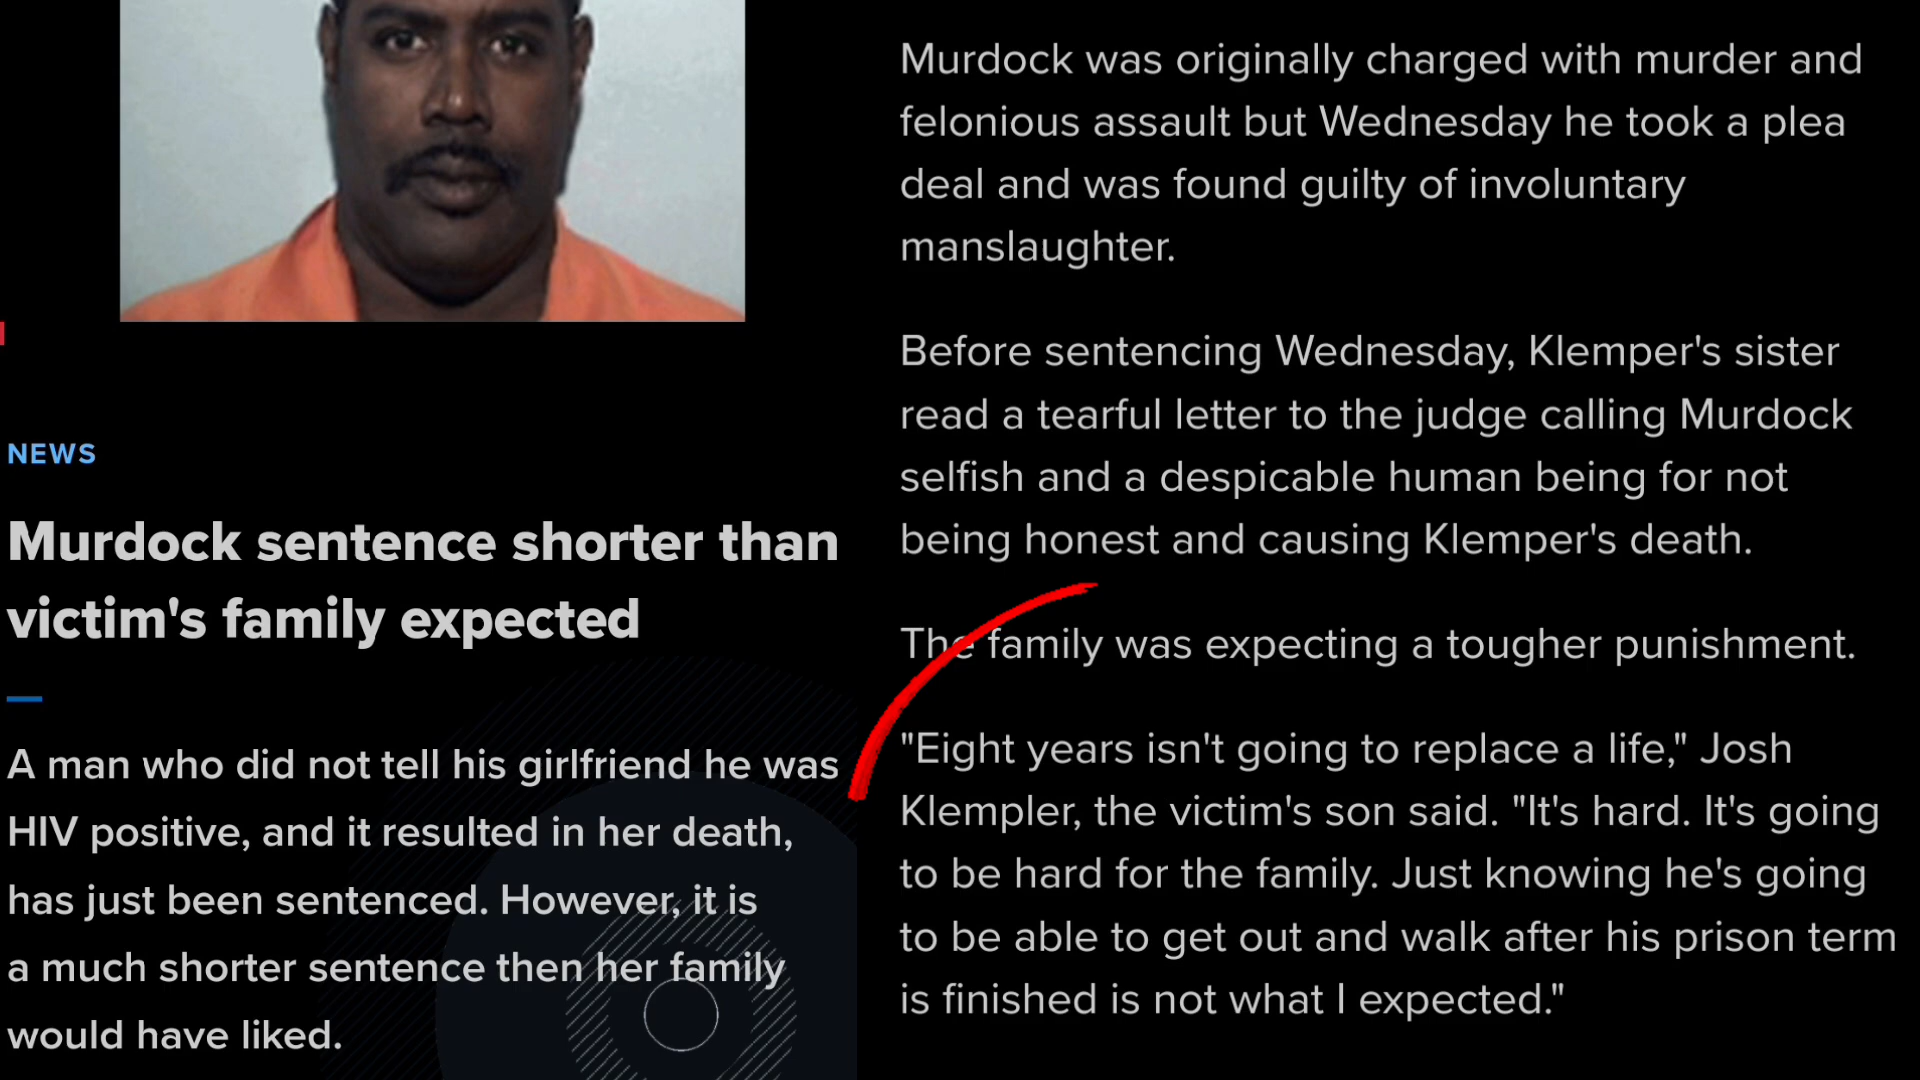 NEWS
Murdock sentence shorter than
victim's family expected
A man who did not tell his girlfriend he was
HIV positive, and it resulted in her death,
has just been sentenced. However, it is
a much shorter sentence then her family
would have liked.
Murdock was originally charged with murder and
felonious assault but Wednesday he took a plea
deal and was found guilty of involuntary
manslaughter.
Before sentencing Wednesday, Klemper's sister
read a tearful letter to the judge calling Murdock
selfish and a despicable human being for not
being honest and causing Klemper's death.
The family was expecting a tougher punishment.
"Eight years isn't going to replace a life," Josh
Klempler, the victim's son said. "It's hard. It's going
to be hard for the family. Just knowing he's going
to be able to get out and walk after his prison term
is finished is not what I expected."